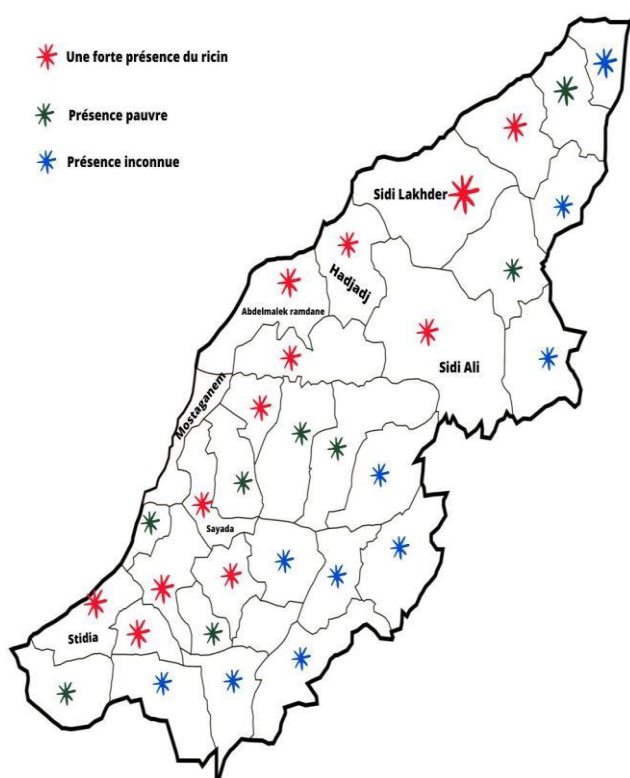 Une forte présence du ricin
Présence pauvre
Présence inconnue
Sidi Lakhder
Hadjadj
Abdelmalek ramdane
Sidi Ali
Mostaganem
Sayada
Stidia